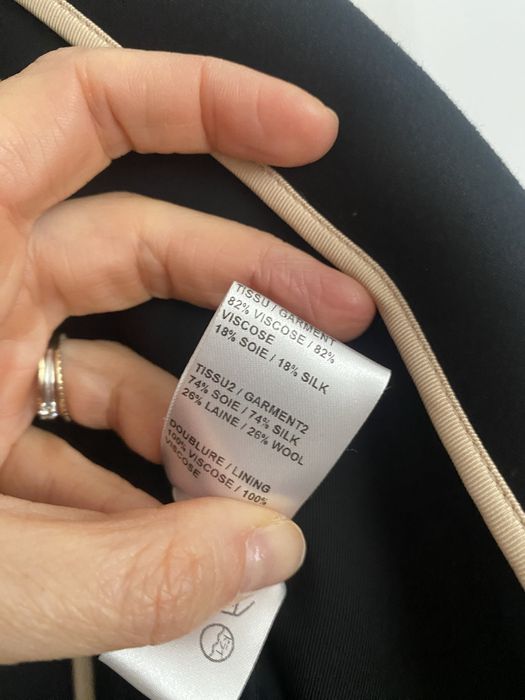 TISSU / GARMENT
82% VISCOSE / 82%
VISCOSE
18% SOIE / 18% SILK
TISSU2 / GARMENT2
74% SOIE / 74% SILK
26% LAINE / 26% WOOL
DOUBLURE / LINING
100% VISCOSE / 100%
VISCOSE